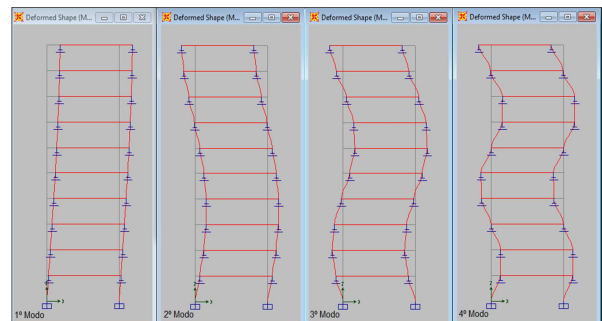 Deformed Shape (M...
Deformed Shape (M...
Deformed Shape (M...
Deformed Shape (M...
1º Modo
2º Modo
3º Modo
4º Modo
X
X
X
X
Z
Z
Z